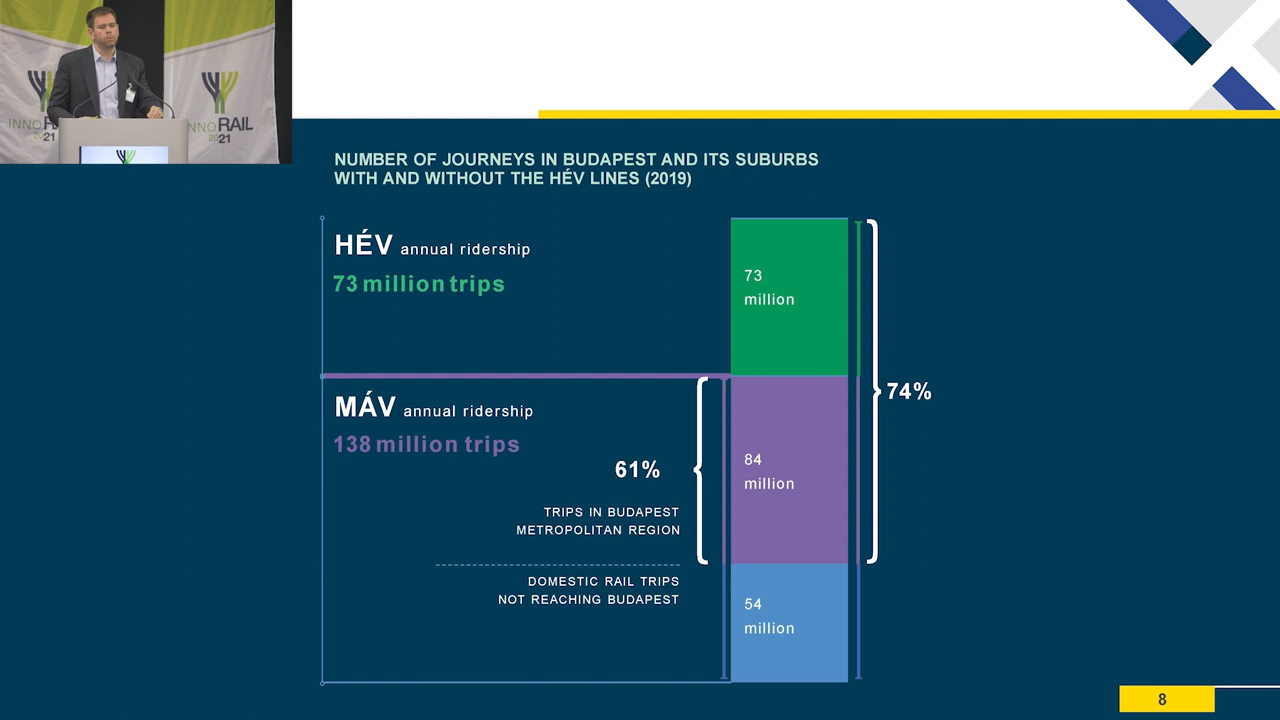 INNORAIL
2021
INNORAIL
2021
NUMBER OF JOURNEYS IN BUDAPEST AND ITS SUBURBS
WITH AND WITHOUT THE HÉV LINES (2019)
HÉV annual ridership
73 million trips
73
million
74%
MÁV annual ridership
138 million trips
61%
84
million
TRIPS IN BUDAPEST
METROPOLITAN REGION
DOMESTIC RAIL TRIPS
NOT REACHING BUDAPEST
54
million
8